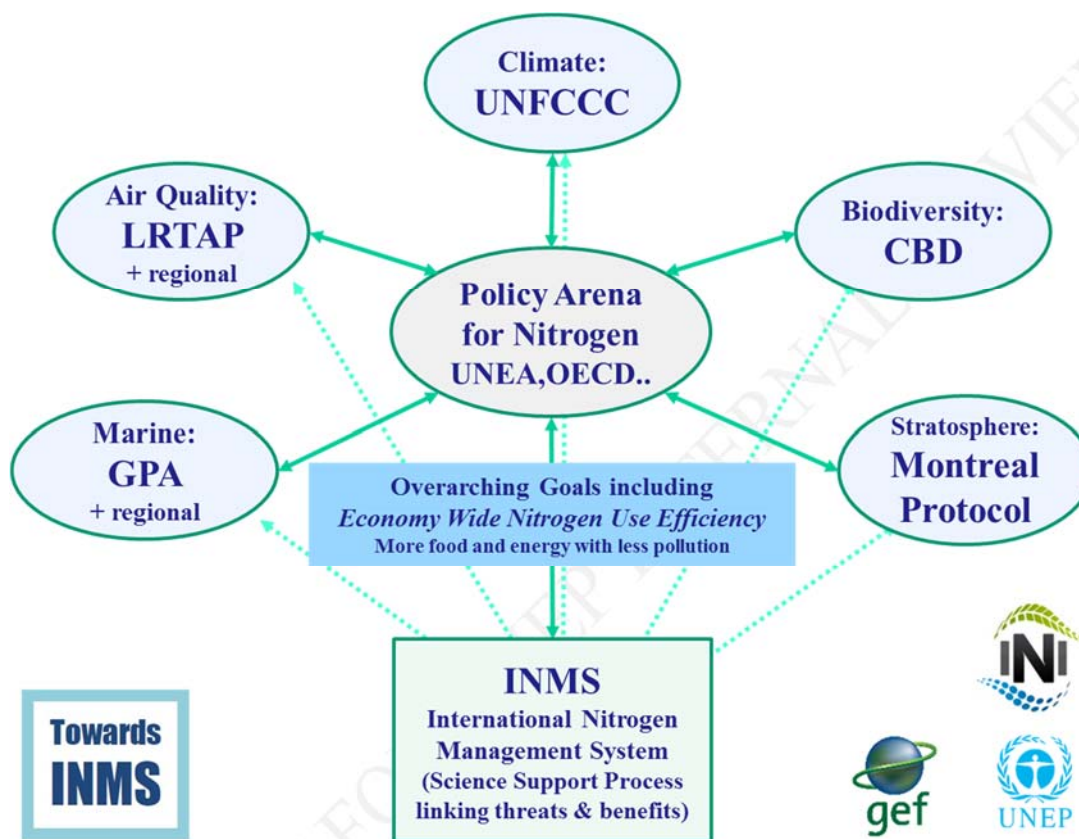 Climate:
UNFCCC
Air Quality:
LRTAP
+ regional
Biodiversity:
CBD
Policy Arena
for Nitrogen
UNEA,OECD..
Marine:
GPA
+ regional
Stratosphere:
Montreal
Protocol
Overarching Goals including
Economy Wide Nitrogen Use Efficiency
More food and energy with less pollution
INMS
International Nitrogen
Management System
(Science Support Process
linking threats & benefits)
Towards
INMS
INI
gef
UNEP